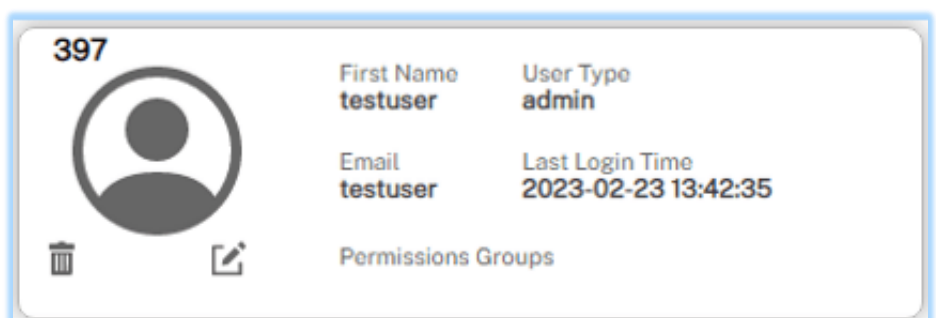 397
First Name User Type
testuser admin
Email Last Login Time
testuser 2023-02-23 13:42:35
Permissions Groups